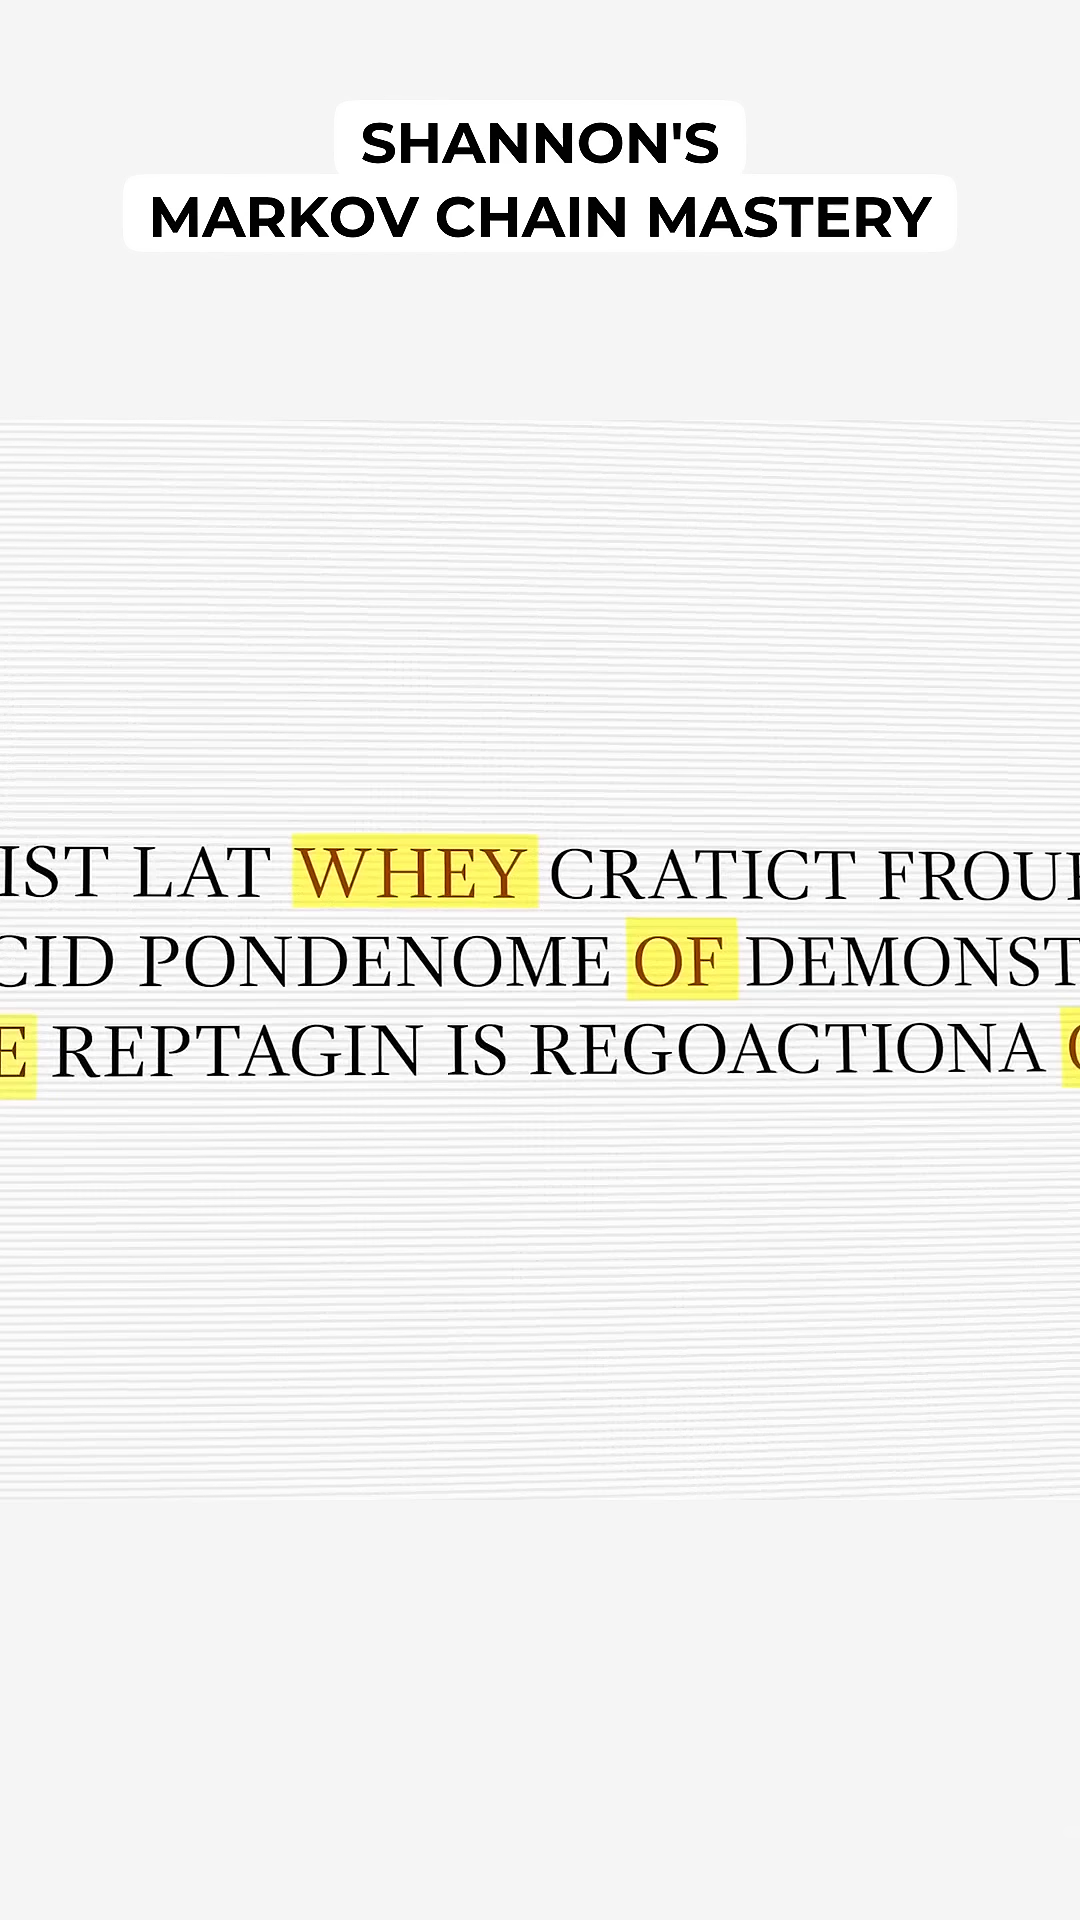 SHANNON'S
MARKOV CHAIN MASTERY
IST LAT WHEY CRATICT FROU
CID PONDENOME OF DEMONST
E REPTAGIN IS REGOACTIONA